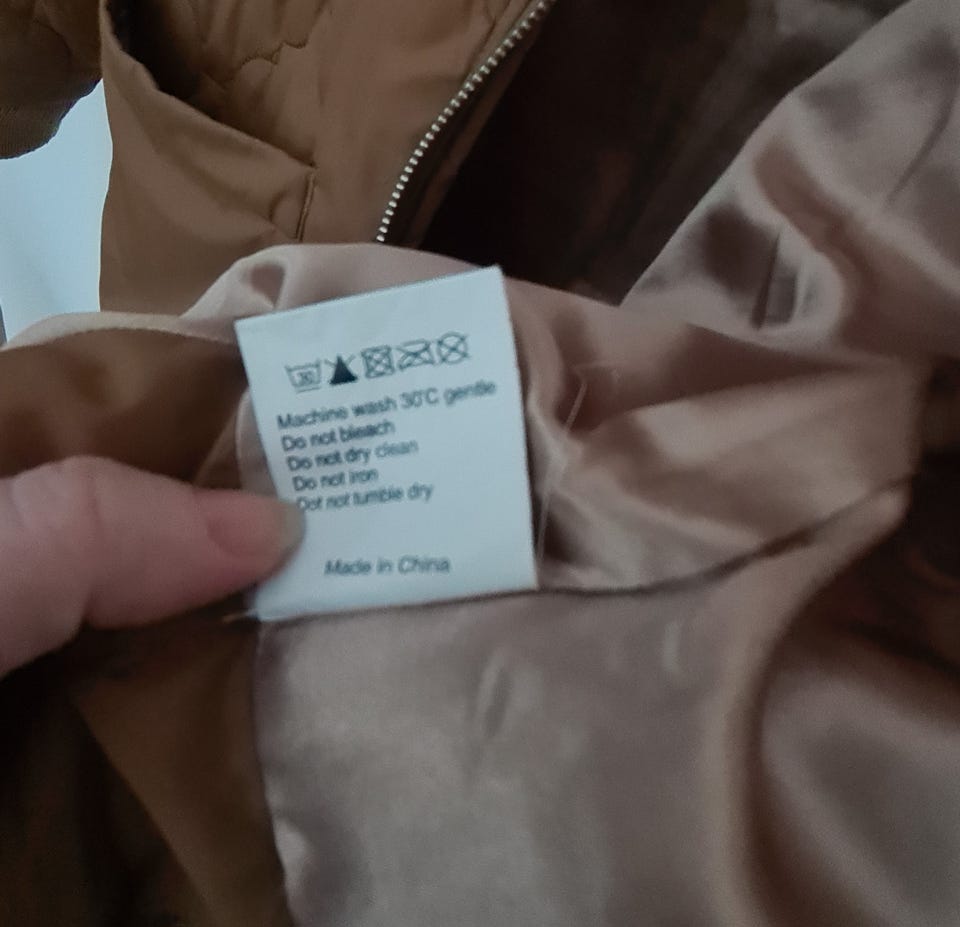 30
Machine wash 30°C gentle
Do not bleach
Do not dry clean
Do not iron
Dot not tumble dry
Made in China